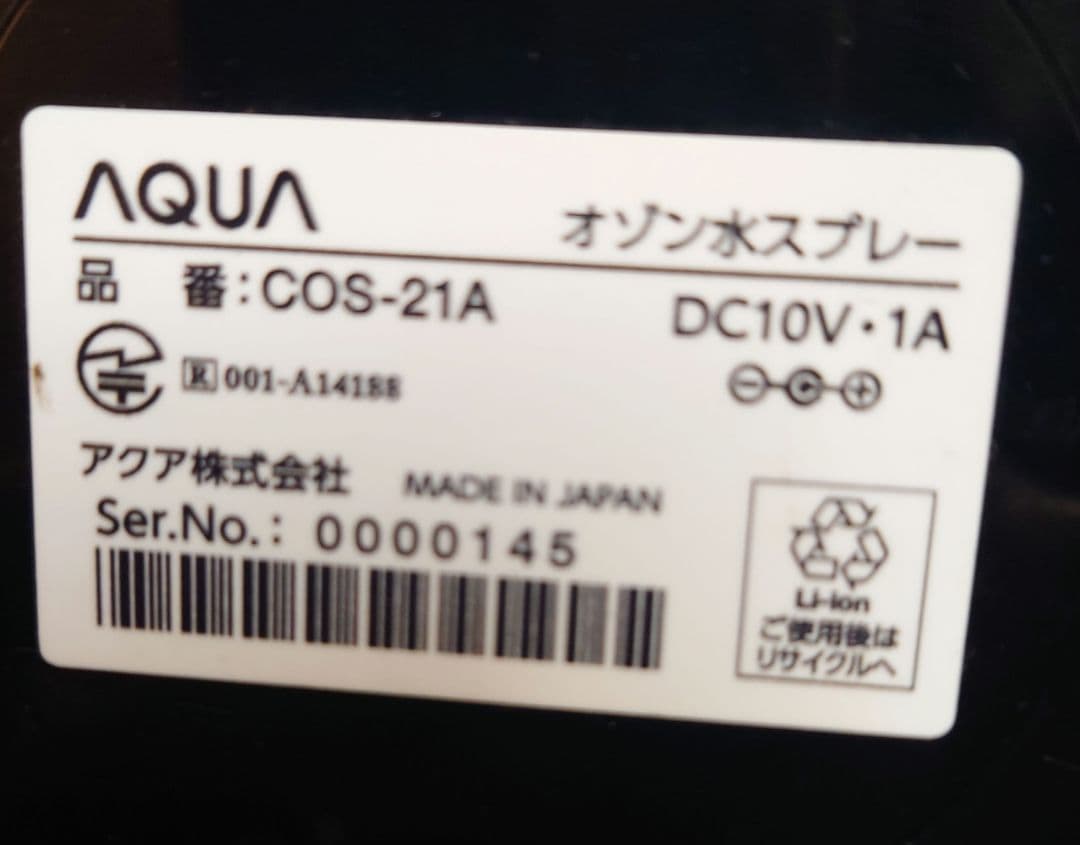 AQUA
オゾン水スプレー
品 番:COS-21A
DC10V・1A
R 001-A14188
アクア株式会社 MADE IN JAPAN
Ser.No.: 0000145
Li-ion
ご使用後は
リサイクルへ